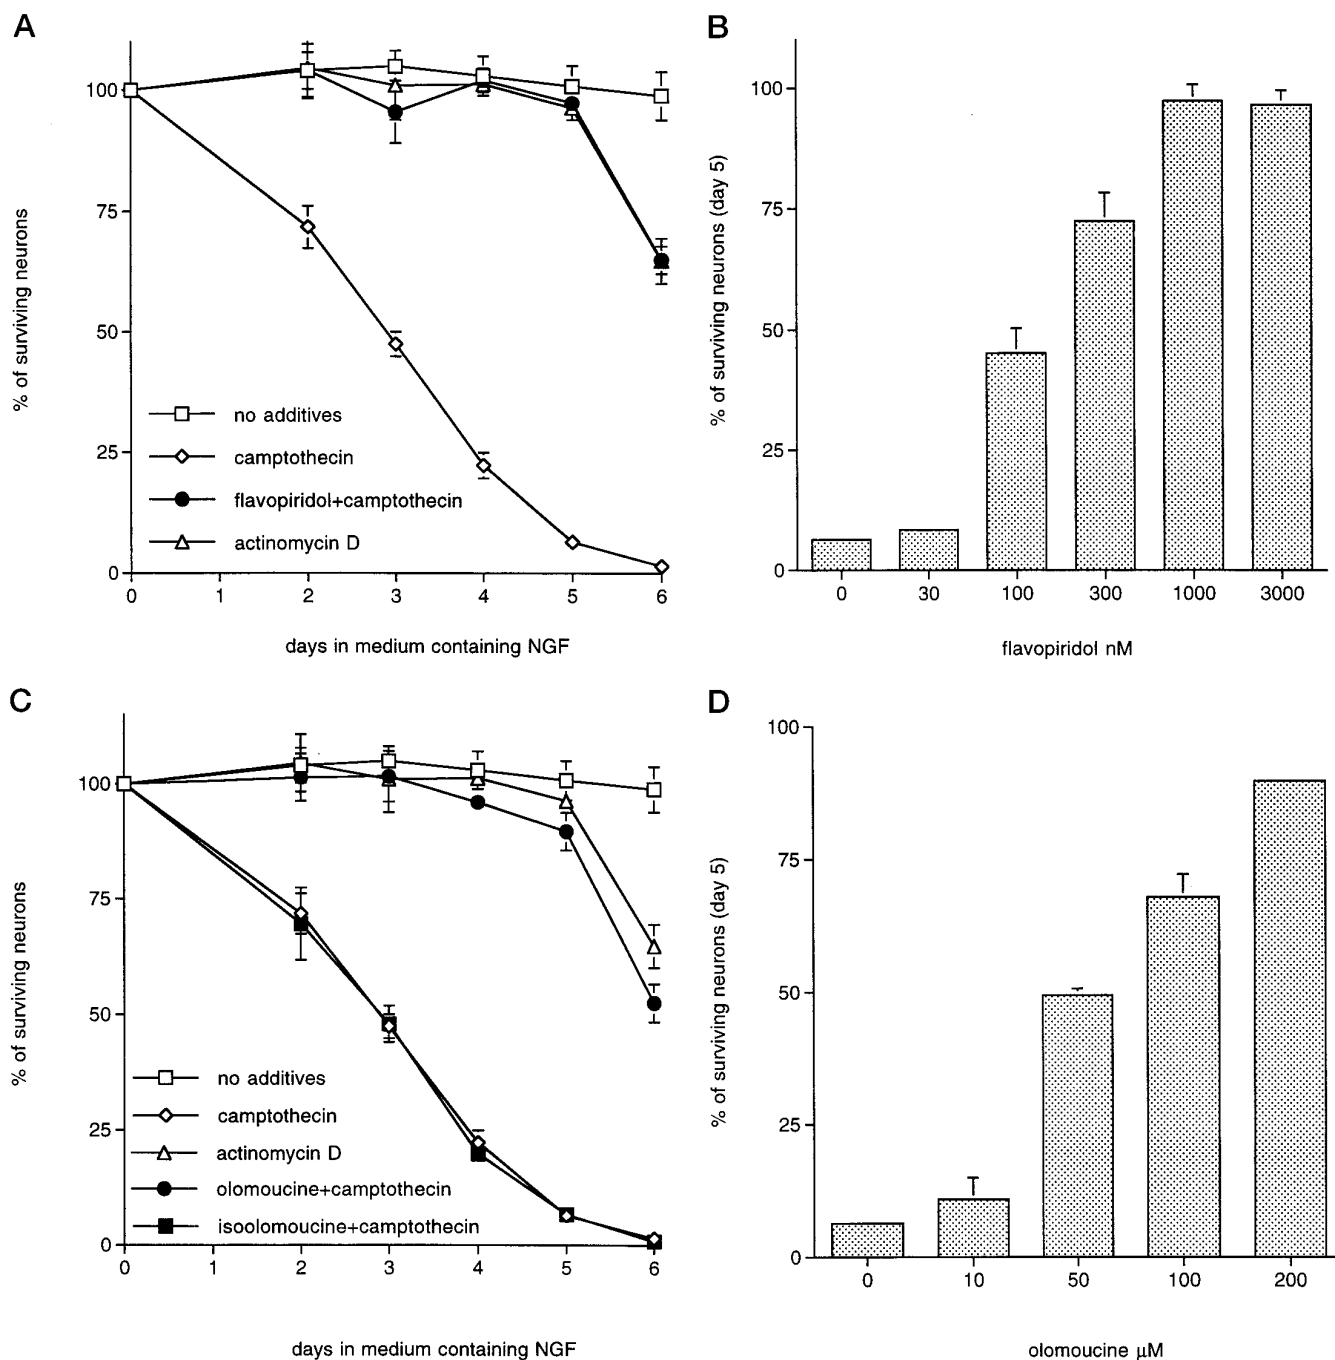 A
100
75
50
25
0
% of surviving neurons
no additives
camptothecin
flavopiridol+camptothecin
actinomycin D
0 1 2 3 4 5 6
days in medium containing NGF
B
100
75
50
25
0
% of surviving neurons (day 5)
0 30 100 300 1000 3000
flavopiridol nM
C
100
75
50
25
0
% of surviving neurons
no additives
camptothecin
actinomycin D
olomoucine+camptothecin
isoolomoucine+camptothecin
0 1 2 3 4 5 6
days in medium containing NGF
D
100
75
50
25
0
% of surviving neurons (day 5)
0 10 50 100 200
olomoucine µM